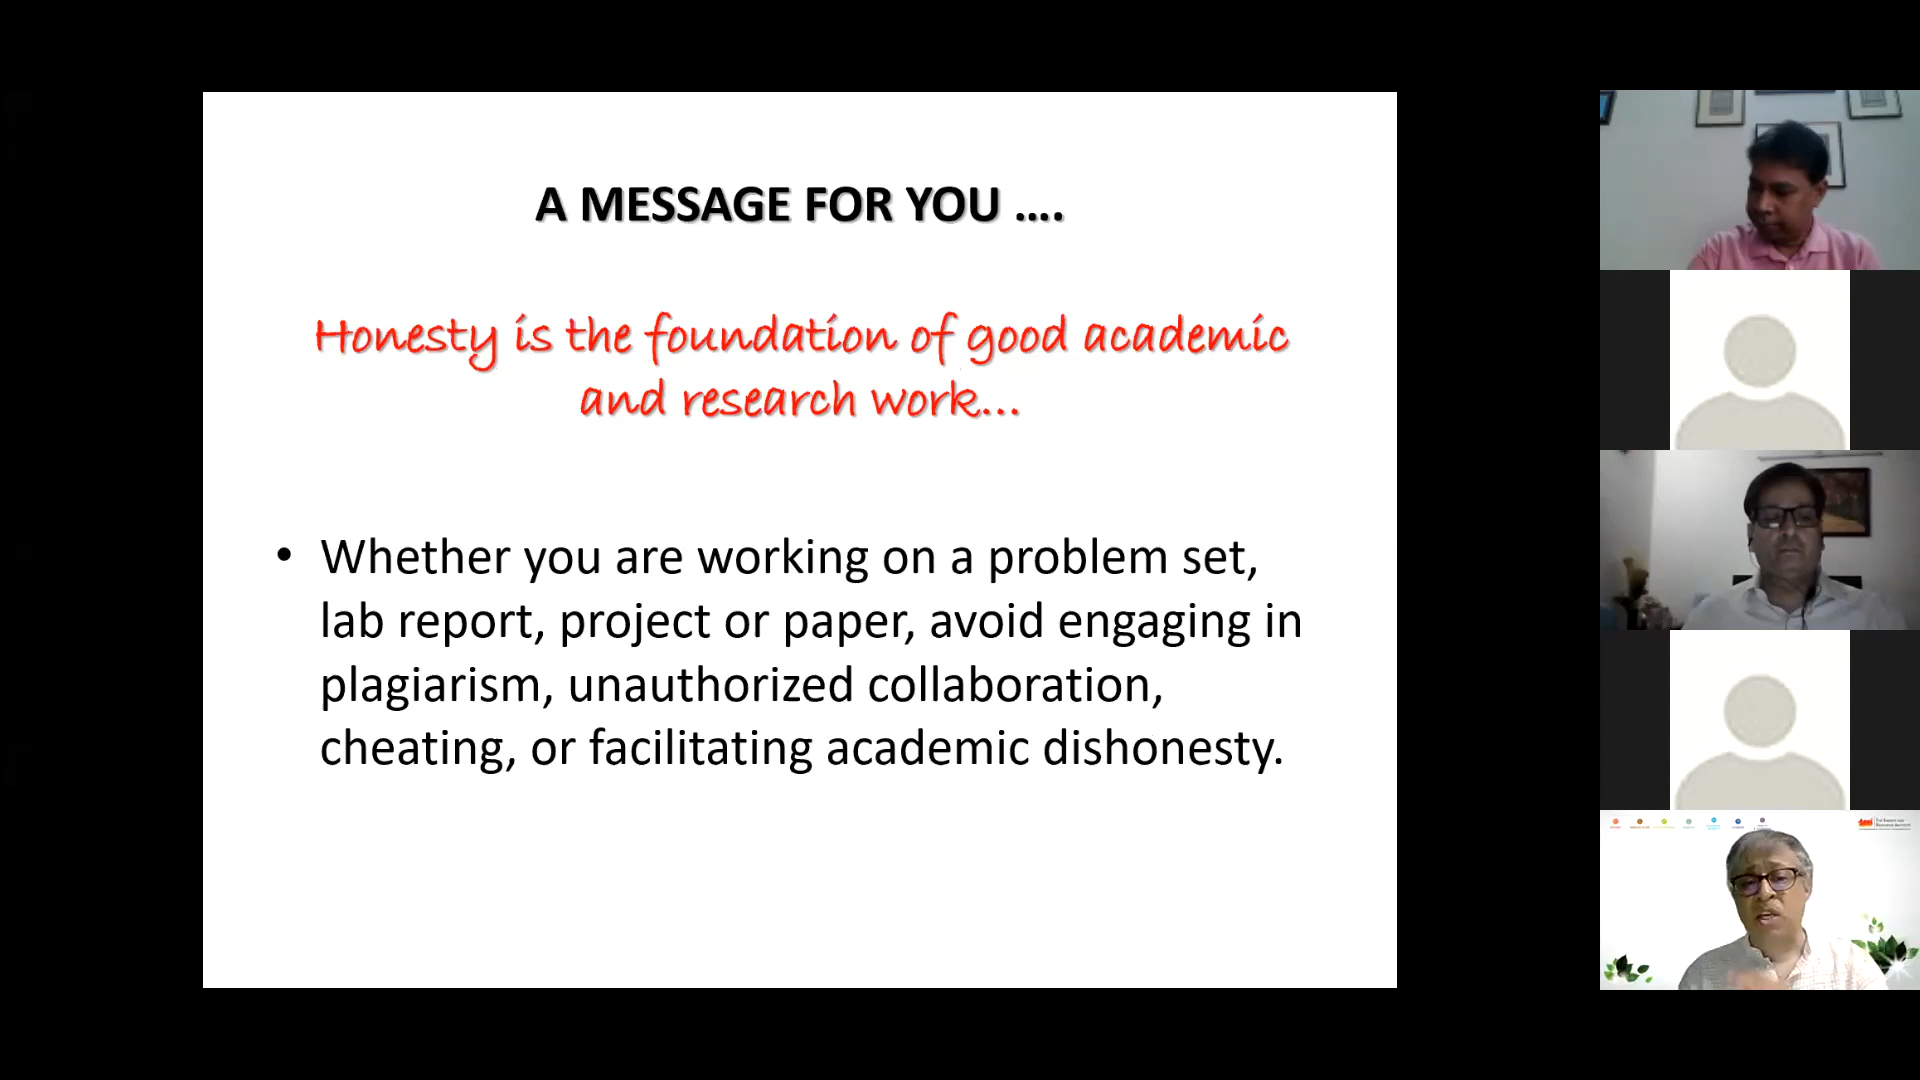 A MESSAGE FOR YOU ....
Honesty is the foundation of good academic
and research work...
• Whether you are working on a problem set,
lab report, project or paper, avoid engaging in
plagiarism, unauthorized collaboration,
cheating, or facilitating academic dishonesty.
teri